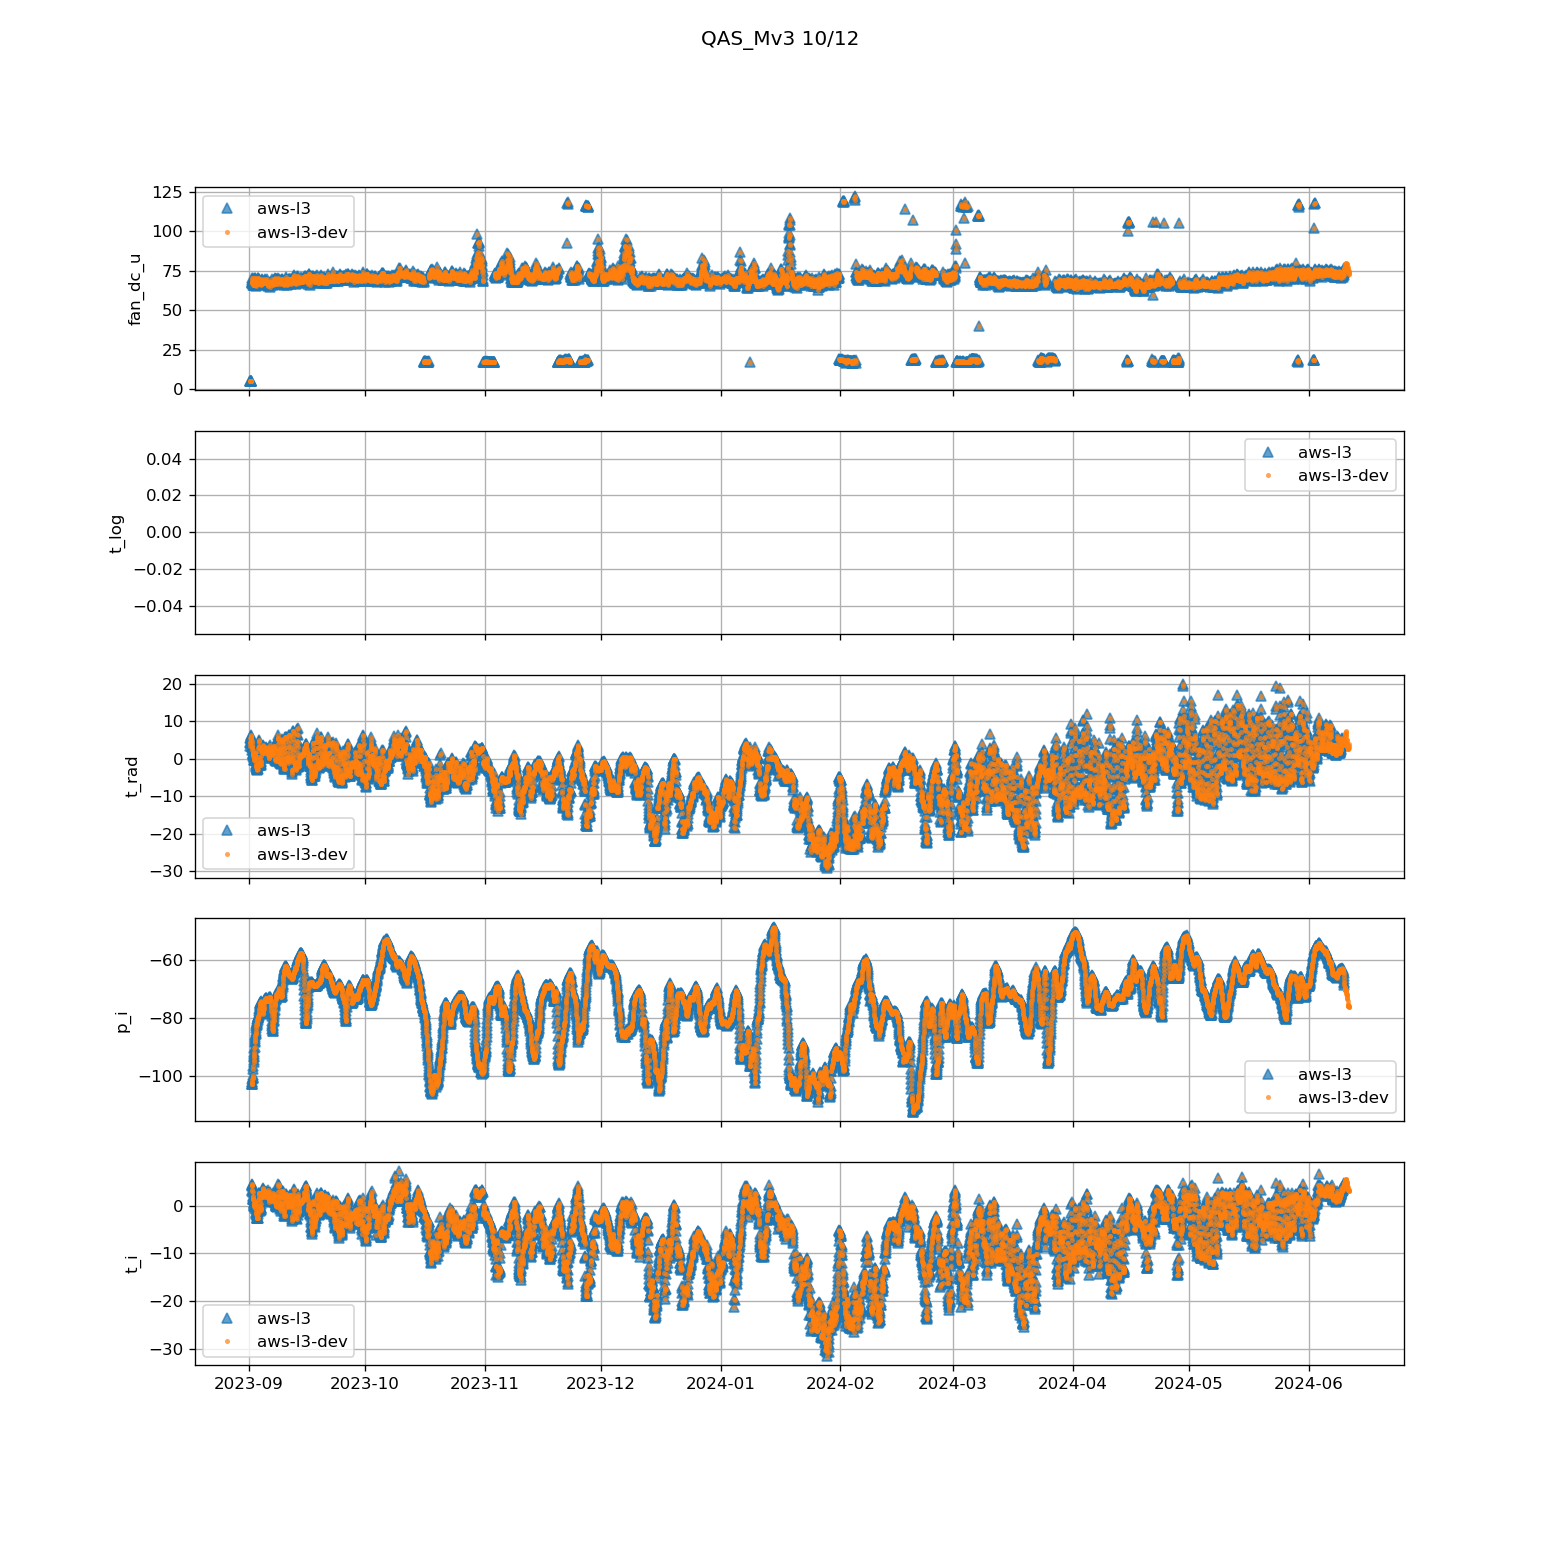 QAS_Mv3 10/12
125
100
75
50
25
0
fan_dc_u
aws-l3
aws-l3-dev
0.04
0.02
0.00
−0.02
−0.04
t_log
aws-l3
aws-l3-dev
20
10
0
−10
−20
−30
t_rad
aws-l3
aws-l3-dev
−60
−80
−100
p_i
aws-l3
aws-l3-dev
0
−10
−20
−30
t_i
aws-l3
aws-l3-dev
2023-09 2023-10 2023-11 2023-12 2024-01 2024-02 2024-03 2024-04 2024-05 2024-06